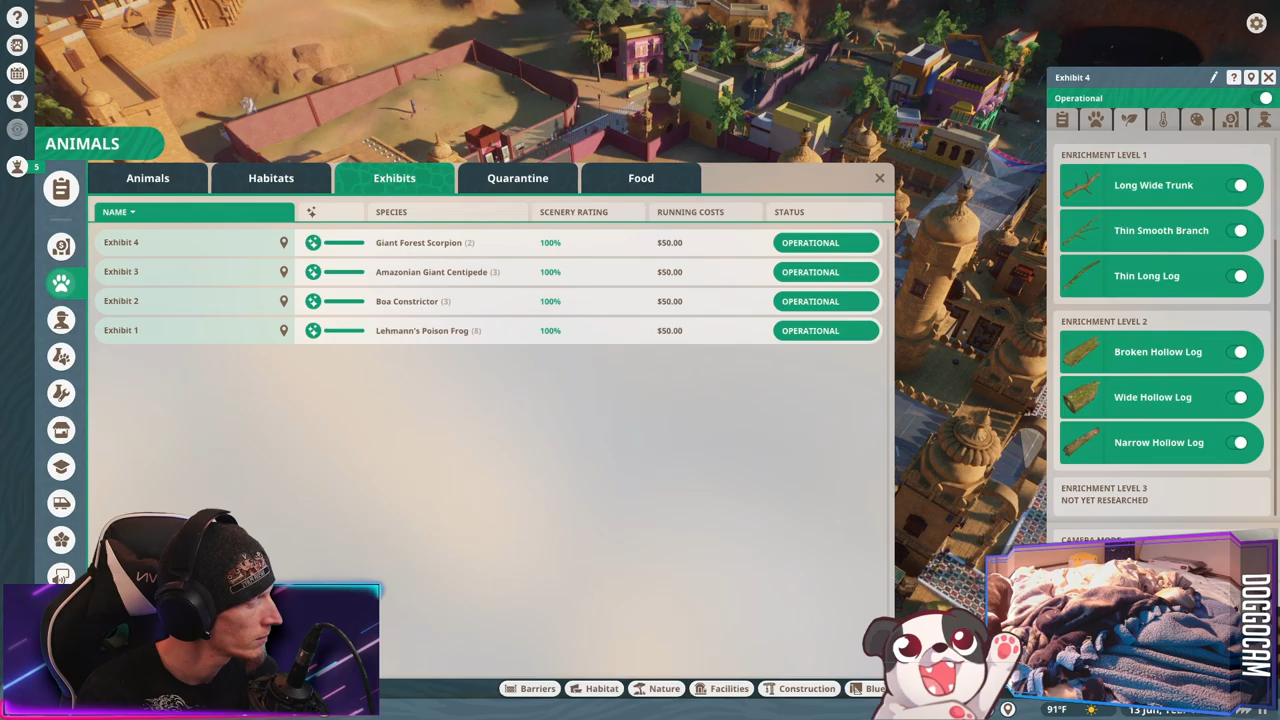 Exhibit 4
Operational
ANIMALS
5
Animals
Habitats
Exhibits
Quarantine
Food
NAME
SPECIES
SCENERY RATING
RUNNING COSTS
STATUS
Exhibit 4
Giant Forest Scorpion (2)
100%
$50.00
OPERATIONAL
Exhibit 3
Amazonian Giant Centipede (3)
100%
$50.00
OPERATIONAL
Exhibit 2
Boa Constrictor (3)
100%
$50.00
OPERATIONAL
Exhibit 1
Lehmann's Poison Frog (8)
100%
$50.00
OPERATIONAL
ENRICHMENT LEVEL 1
Long Wide Trunk
Thin Smooth Branch
Thin Long Log
ENRICHMENT LEVEL 2
Broken Hollow Log
Wide Hollow Log
Narrow Hollow Log
ENRICHMENT LEVEL 3
NOT YET RESEARCHED
DOGGOCAM
Barriers
Habitat
Nature
Facilities
Construction
Blue
91°F
13 Jun,